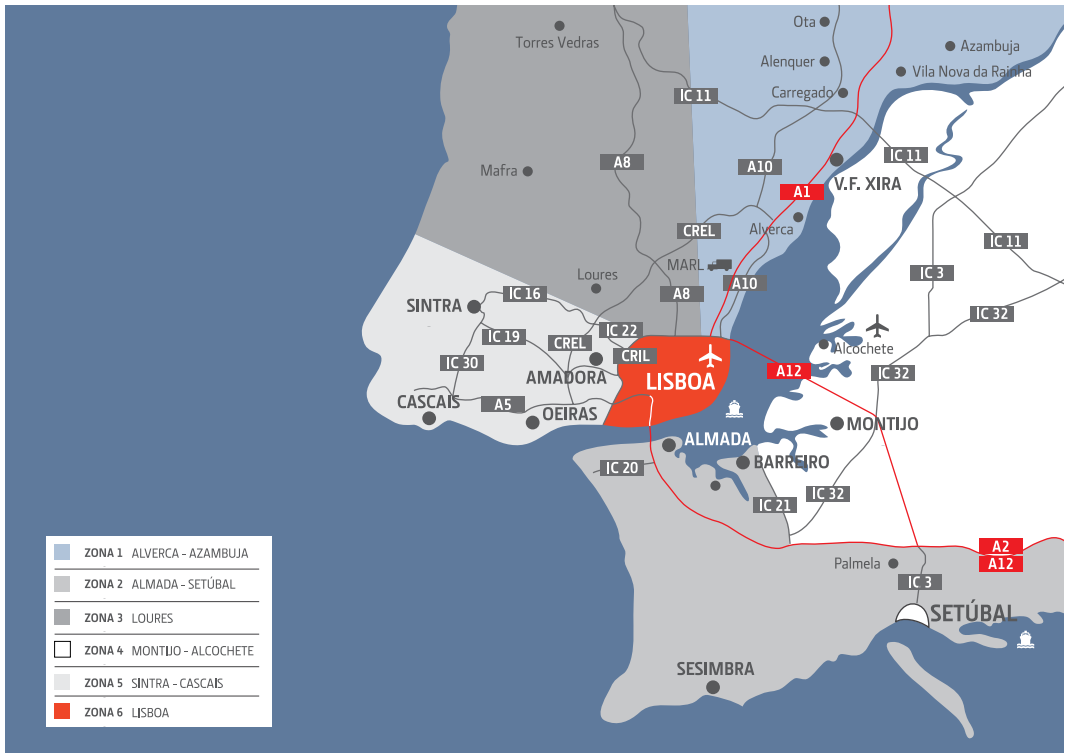 Ota
Torres Vedras
Azambuja
Alenquer
Vila Nova da Rainha
Carregado
IC 11
A8
IC 11
Mafra
A10
V.F. XIRA
A1
Alverca
CREL
IC 11
MARL
Loures
IC 3
A10
A8
IC 16
SINTRA
IC 32
IC 22
IC 19
CREL
Alcochete
CRIL
IC 30
A12
IC 32
AMADORA
LISBOA
CASCAIS
A5
OEIRAS
MONTIJO
ALMADA
BARREIRO
IC 20
IC 32
IC 21
A2
A12
Palmela
IC 3
SETÚBAL
SESIMBRA
ZONA 1 ALVERCA - AZAMBUJA
ZONA 2 ALMADA - SETÚBAL
ZONA 3 LOURES
ZONA 4 MONTIJO - ALCOCHETE
ZONA 5 SINTRA - CASCAIS
ZONA 6 LISBOA